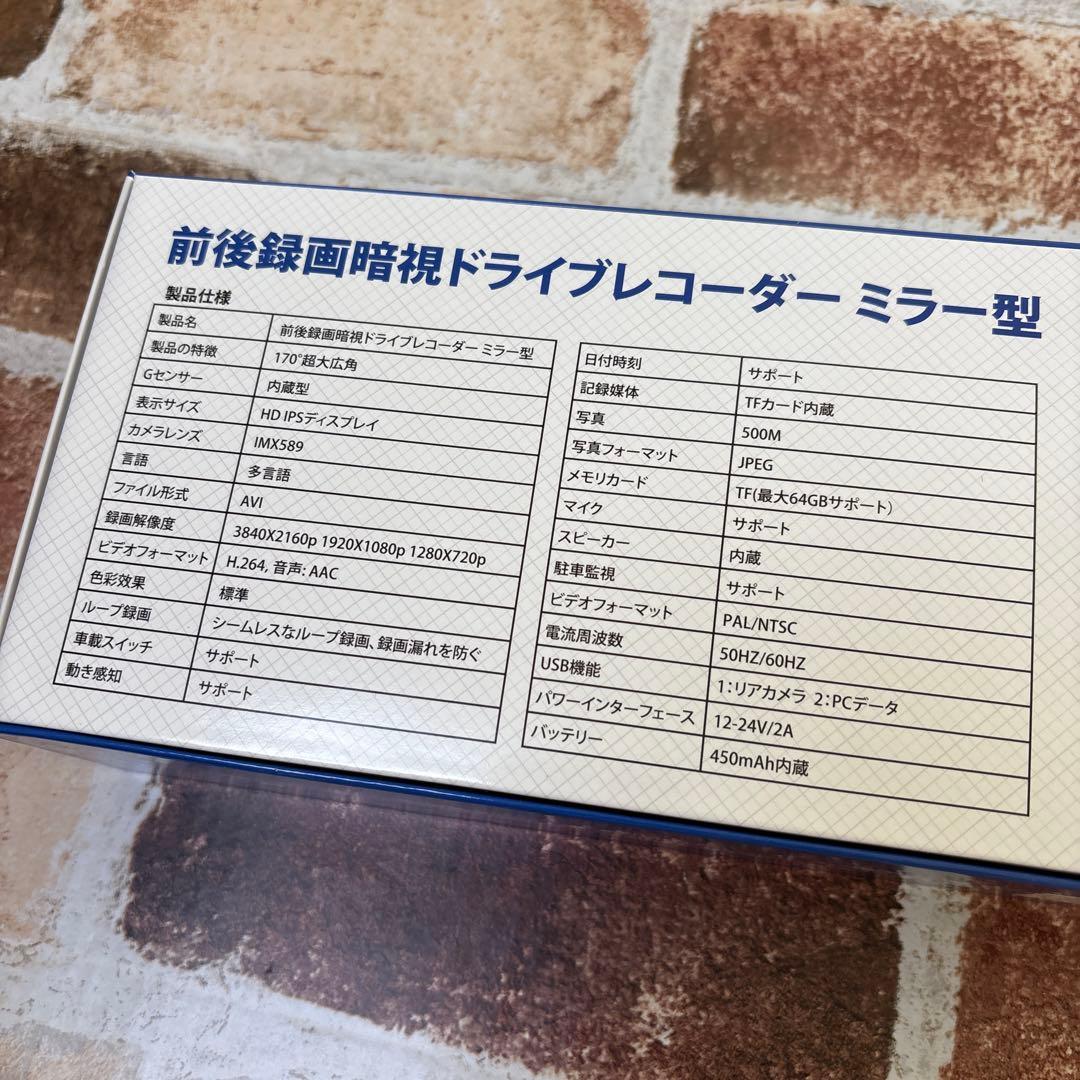 前後録画暗視ドライブレコーダー ミラー型
製品仕様
製品名 前後録画暗視ドライブレコーダー ミラー型
製品の特徴 170°超大広角
Gセンサー 内蔵型
表示サイズ HD IPSディスプレイ
カメラレンズ IMX589
言語 多言語
ファイル形式 AVI
録画解像度 3840X2160p 1920X1080p 1280X720p
ビデオフォーマット H.264, 音声: AAC
色彩効果 標準
ループ録画 シームレスなループ録画、録画漏れを防ぐ
車載スイッチ サポート
動き感知 サポート
日付時刻 サポート
記録媒体 TFカード内蔵
写真 500M
写真フォーマット JPEG
メモリカード TF(最大64GBサポート)
マイク サポート
スピーカー 内蔵
駐車監視 サポート
ビデオフォーマット PAL/NTSC
電流周波数 50HZ/60HZ
USB機能 1:リアカメラ 2:PCデータ
パワーインターフェース 12-24V/2A
バッテリー 450mAh内蔵